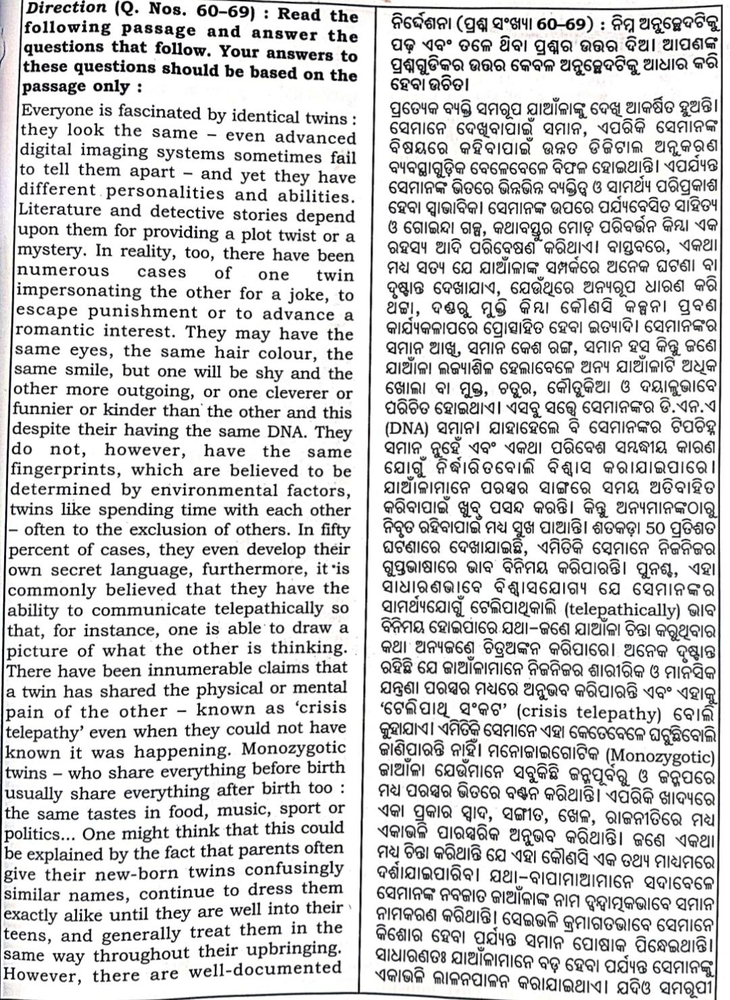 Direction (Q. Nos. 60–69) : Read the
following passage and answer the
questions that follow. Your answers to
these questions should be based on the
passage only :
Everyone is fascinated by identical twins :
they look the same – even advanced
digital imaging systems sometimes fail
to tell them apart – and yet they have
different personalities and abilities.
Literature and detective stories depend
upon them for providing a plot twist or a
mystery. In reality, too, there have been
numerous cases of one twin
impersonating the other for a joke, to
escape punishment or to advance a
romantic interest. They may have the
same eyes, the same hair colour, the
same smile, but one will be shy and the
other more outgoing, or one cleverer or
funnier or kinder than the other and this
despite their having the same DNA. They
do not, however, have the same
fingerprints, which are believed to be
determined by environmental factors,
twins like spending time with each other
– often to the exclusion of others. In fifty
percent of cases, they even develop their
own secret language, furthermore, it is
commonly believed that they have the
ability to communicate telepathically so
that, for instance, one is able to draw a
picture of what the other is thinking.
There have been innumerable claims that
a twin has shared the physical or mental
pain of the other – known as ‘crisis
telepathy’ even when they could not have
known it was happening. Monozygotic
twins – who share everything before birth
usually share everything after birth too :
the same tastes in food, music, sport or
politics... One might think that this could
be explained by the fact that parents often
give their new-born twins confusingly
similar names, continue to dress them
exactly alike until they are well into their
teens, and generally treat them in the
same way throughout their upbringing.
However, there are well-documented
ନିର୍ଦ୍ଦେଶନା (ପ୍ରଶ୍ନ ସଂଖ୍ୟା 60–69) : ନିମ୍ନ ଅନୁଚ୍ଛେଦଟିକୁ
ପଢ଼ ଏବଂ ତଳେ ଥିବା ପ୍ରଶ୍ନର ଉତ୍ତର ଦିଅ। ଆପଣଙ୍କ
ପ୍ରଶ୍ନଗୁଡିକର ଉତ୍ତର କେବଳ ଅନୁଚ୍ଛେଦଟିକୁ ଆଧାର କରି
ହେବା ଉଚିତ।
ପ୍ରତ୍ୟେକ ବ୍ୟକ୍ତି ସମରୂପ ଯାଆଁଳାଙ୍କୁ ଦେଖି ଆକର୍ଷିତ ହୁଅନ୍ତି।
ସେମାନେ ଦେଖିବାପାଇଁ ସମାନ, ଏପରିକି ସେମାନଙ୍କ
ବିଷୟରେ କହିବାପାଇଁ ଉନ୍ନତ ଡିଜିଟାଲ ଅନୁକରଣ
ବ୍ୟବସ୍ଥାଗୁଡ଼ିକ ବେଳେବେଳେ ବିଫଳ ହୋଇଥାନ୍ତି। ଏପର୍ଯ୍ୟନ୍ତ
ସେମାନଙ୍କ ଭିତରେ ଭିନ୍ନଭିନ୍ନ ବ୍ୟକ୍ତିତ୍ୱ ଓ ସାମର୍ଥ୍ୟ ପରିପ୍ରକାଶ
ହେବା ସ୍ୱାଭାବିକ। ସେମାନଙ୍କ ଉପରେ ପର୍ଯ୍ୟବେସିତ ସାହିତ୍ୟ
ଓ ଗୋଇନ୍ଦା ଗଳ୍ପ, କଥାବସ୍ତୁର ମୋଡ଼ ପରିବର୍ତ୍ତନ କିମ୍ବା ଏକ
ରହସ୍ୟ ଆଦି ପରିବେଷଣ କରିଥାଏ। ବାସ୍ତବରେ, ଏକଥା
ମଧ୍ୟ ସତ୍ୟ ଯେ ଯାଆଁଳାଙ୍କ ସମ୍ପର୍କରେ ଅନେକ ଘଟଣା ବା
ଦୃଷ୍ଟାନ୍ତ ଦେଖାଯାଏ, ଯେଉଁଥିରେ ଅନ୍ୟରୂପ ଧାରଣ କରି
ଥଟ୍ଟା, ଦଣ୍ଡରୁ ମୁକ୍ତି କିମ୍ବା କୌଣସି କଳ୍ପନା ପ୍ରବଣ
କାର୍ଯ୍ୟକଳାପରେ ପ୍ରୋତ୍ସାହିତ ହେବା ଇତ୍ୟାଦି। ସେମାନଙ୍କର
ସମାନ ଆଖି, ସମାନ କେଶ ରଙ୍ଗ, ସମାନ ହସ କିନ୍ତୁ ଜଣେ
ଯାଆଁଳା ଲଜ୍ୟାଶିଳ ହେଲାବେଳେ ଅନ୍ୟ ଯାଆଁଳାଟି ଅଧିକ
ଖୋଲା ବା ମୁକ୍ତ, ଚତୁର, କୌତୁକିଆ ଓ ଦୟାଳୁଭାବେ
ପରିଚିତ ହୋଇଥାଏ। ଏସବୁ ସତ୍ତ୍ୱେ ସେମାନଙ୍କର ଡି.ଏନ.ଏ
(DNA) ସମାନ। ଯାହାହେଲେ ବି ସେମାନଙ୍କର ଟିପଚିହ୍ନ
ସମାନ ନୁହେଁ ଏବଂ ଏକଥା ପରିବେଶ ସମ୍ବନ୍ଧୀୟ କାରଣ
ଯୋଗୁଁ ନିର୍ଦ୍ଧାରିତବୋଲି ବିଶ୍ୱାସ କରାଯାଇପାରେ।
ଯାଆଁଳାମାନେ ପରସ୍ପର ସାଙ୍ଗରେ ସମୟ ଅତିବାହିତ
କରିବାପାଇଁ ଖୁବ୍ ପସନ୍ଦ କରନ୍ତି। କିନ୍ତୁ ଅନ୍ୟମାନଙ୍କଠାରୁ
ନିବୃତ ରହିବାପାଇଁ ମଧ୍ୟ ସୁଖ ପାଆନ୍ତି। ଶତକଡ଼ା 50 ପ୍ରତିଶତ
ଘଟଣାରେ ଦେଖାଯାଇଛି, ଏମିତିକି ସେମାନେ ନିଜନିଜର
ଗୁପ୍ତଭାଷାରେ ଭାବ ବିନିମୟ କରିପାରନ୍ତି। ପୁନଶ୍ଚ, ଏହା
ସାଧାରଣଭାବେ ବିଶ୍ୱାସଯୋଗ୍ୟ ଯେ ସେମାନଙ୍କର
ସାମର୍ଥ୍ୟଯୋଗୁଁ ଟେଲିପାଥିକାଲି (telepathically) ଭାବ
ବିନିମୟ ହୋଇପାରେ ଯଥା–ଜଣେ ଯାଆଁଳା ଚିନ୍ତା କରୁଥିବାର
କଥା ଅନ୍ୟଜଣେ ଚିତ୍ରଅଙ୍କନ କରିପାରେ। ଅନେକ ଦୃଷ୍ଟାନ୍ତ
ରହିଛି ଯେ ଜାଆଁଳାମାନେ ନିଜନିଜର ଶାରୀରିକ ଓ ମାନସିକ
ଯନ୍ତ୍ରଣା ପରସ୍ପର ମଧ୍ୟରେ ଅନୁଭବ କରିପାରନ୍ତି ଏବଂ ଏହାକୁ
‘ଟେଲିପାଥି ସଂକଟ’ (crisis telepathy) ବୋଲି
କୁହାଯାଏ। ଏମିତିକି ସେମାନେ ଏହା କେତେବେଳେ ଘଟୁଛିବୋଲି
ଜାଣିପାରନ୍ତି ନାହିଁ। ମନୋଜାଇଗୋଟିକ (Monozygotic)
ଜାଆଁଳା ଯେଉଁମାନେ ସବୁକିଛି ଜନ୍ମପୂର୍ବରୁ ଓ ଜନ୍ମପରେ
ମଧ୍ୟ ପରସ୍ପର ଭିତରେ ବଣ୍ଟନ କରିଥାନ୍ତି। ଏପରିକି ଖାଦ୍ୟରେ
ଏକା ପ୍ରକାର ସ୍ୱାଦ, ସଙ୍ଗୀତ, ଖେଳ, ରାଜନୀତିରେ ମଧ୍ୟ
ଏକାଭଳି ପାରସ୍ପରିକ ଅନୁଭବ କରିଥାନ୍ତି। ଜଣେ ଏକଥା
ମଧ୍ୟ ଚିନ୍ତା କରିଥାନ୍ତି ଯେ ଏହା କୌଣସି ଏକ ତଥ୍ୟ ମାଧ୍ୟମରେ
ଦର୍ଶାଯାଇପାରିବ। ଯଥା–ବାପାମାଆମାନେ ସଦାବେଳେ
ସେମାନଙ୍କ ନବଜାତ ଜାଆଁଳାଙ୍କ ନାମ ଦ୍ୱନ୍ଦ୍ୱାତ୍ମକଭାବେ ସମାନ
ନାମକରଣ କରିଥାନ୍ତି। ସେଇଭଳି କ୍ରମାଗତଭାବେ ସେମାନେ
କିଶୋର ହେବା ପର୍ଯ୍ୟନ୍ତ ସମାନ ପୋଷାକ ପିନ୍ଧେଇଥାନ୍ତି।
ସାଧାରଣତଃ ଯାଆଁଳାମାନେ ବଡ଼ ହେବା ପର୍ଯ୍ୟନ୍ତ ସେମାନଙ୍କୁ
ଏକାଭଳି ଲାଳନପାଳନ କରାଯାଇଥାଏ। ଯଦିଓ ସମରୂପୀ